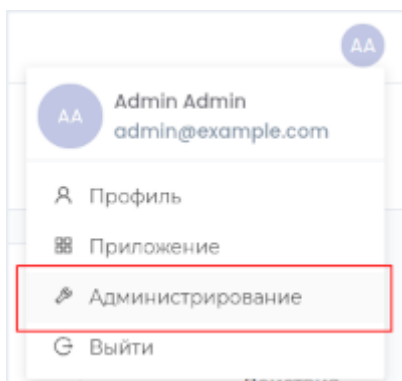 AA
AA
Admin Admin
admin@example.com
Профиль
Приложение
Администрирование
Выйти